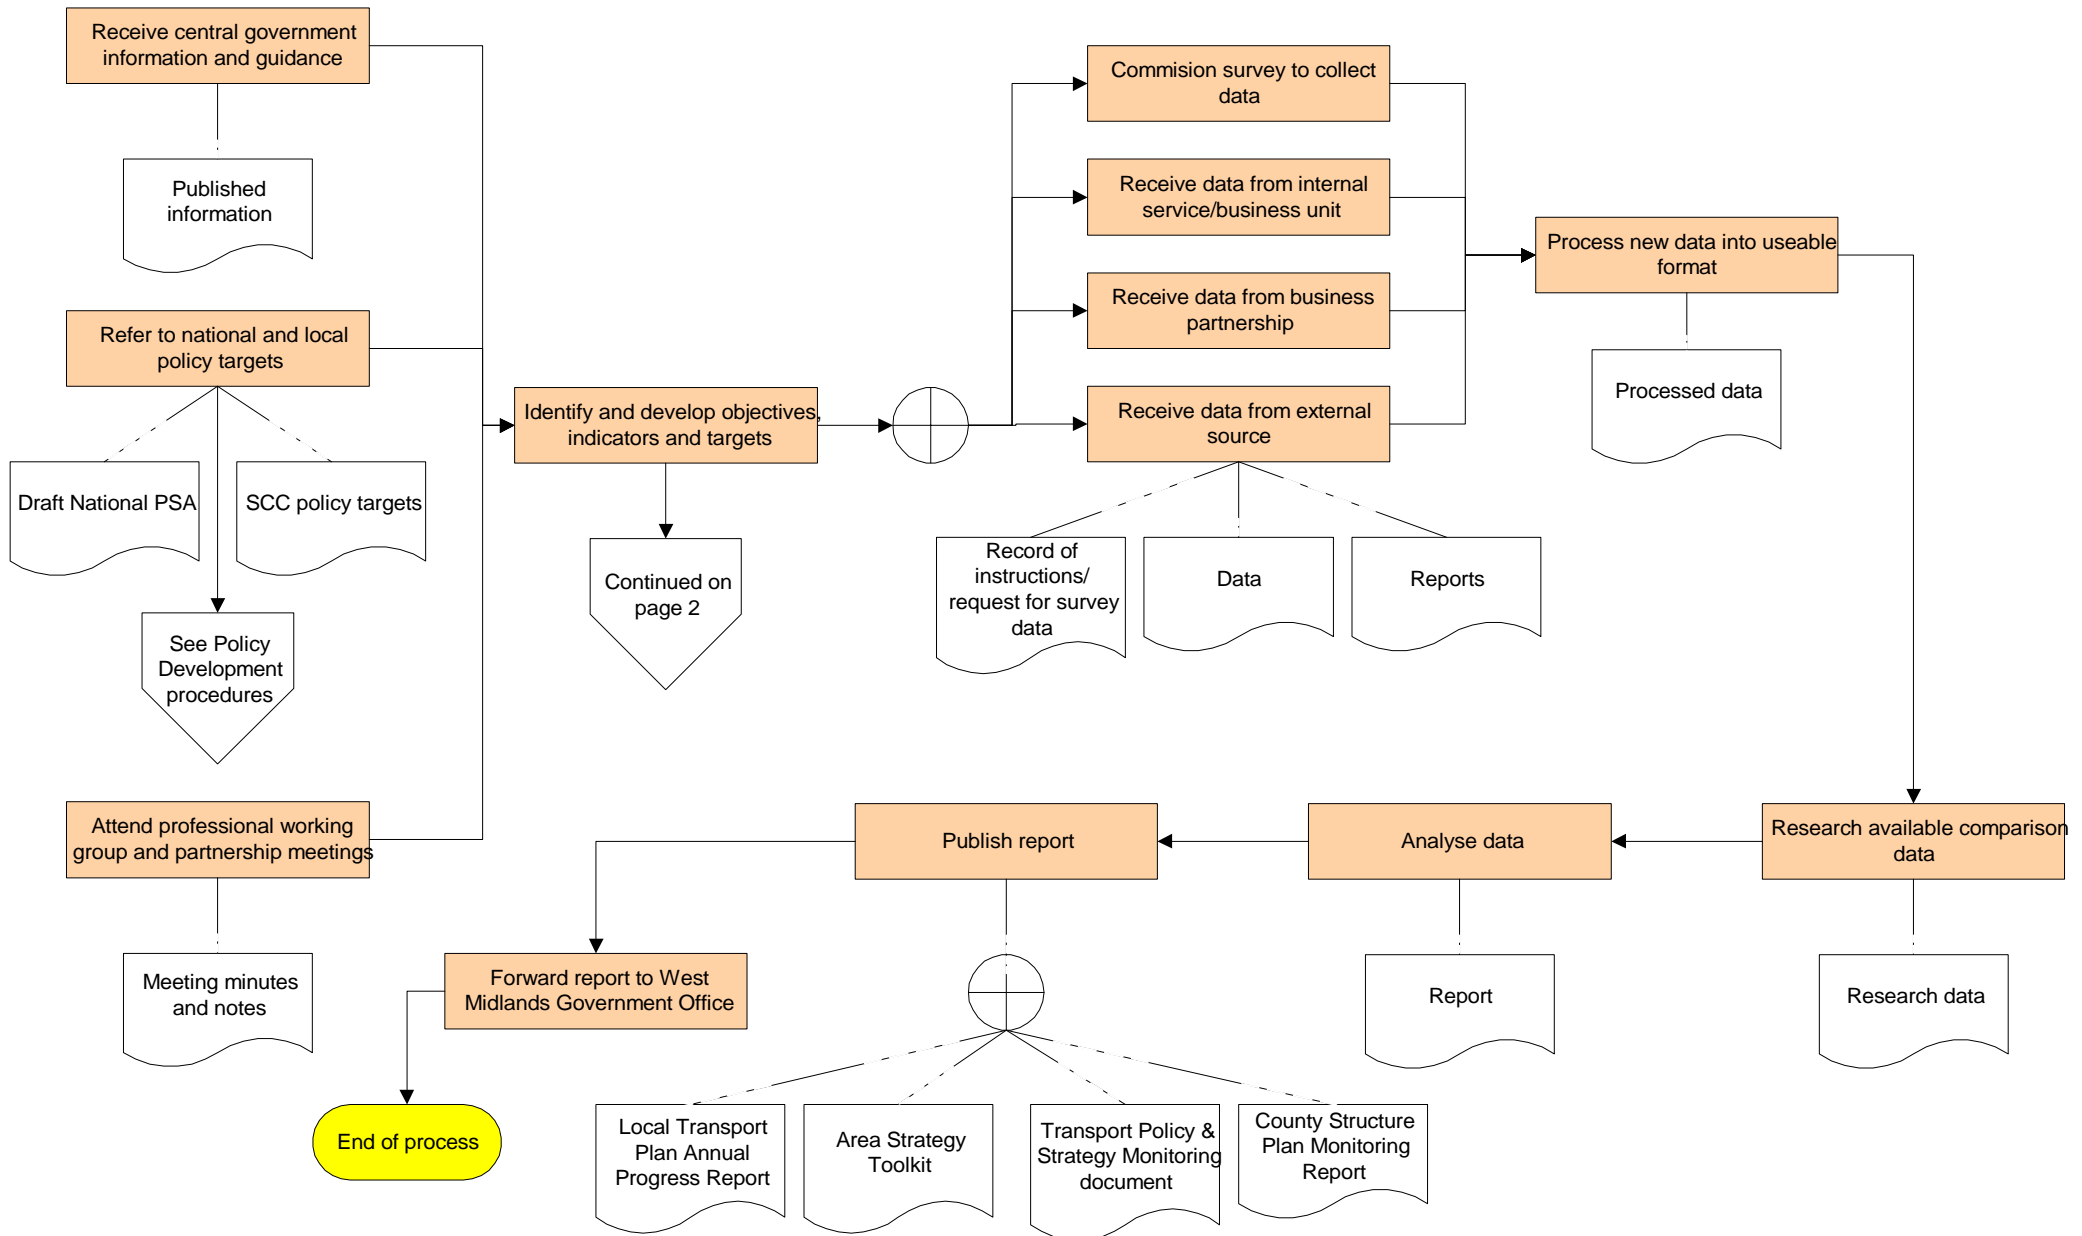 Receive central government
information and guidance
Published
information
Refer to national and local
policy targets
Draft National PSA
SCC policy targets
See Policy
Development
procedures
Attend professional working
group and partnership meetings
Meeting minutes
and notes
Identify and develop objectives,
indicators and targets
Continued on
page 2
Commision survey to collect
data
Receive data from internal
service/business unit
Receive data from business
partnership
Receive data from external
source
Record of
instructions/
request for survey
data
Data
Reports
Process new data into useable
format
Processed data
Research available comparison
data
Research data
Analyse data
Report
Publish report
Local Transport
Plan Annual
Progress Report
Area Strategy
Toolkit
Transport Policy &
Strategy Monitoring
document
County Structure
Plan Monitoring
Report
Forward report to West
Midlands Government Office
End of process